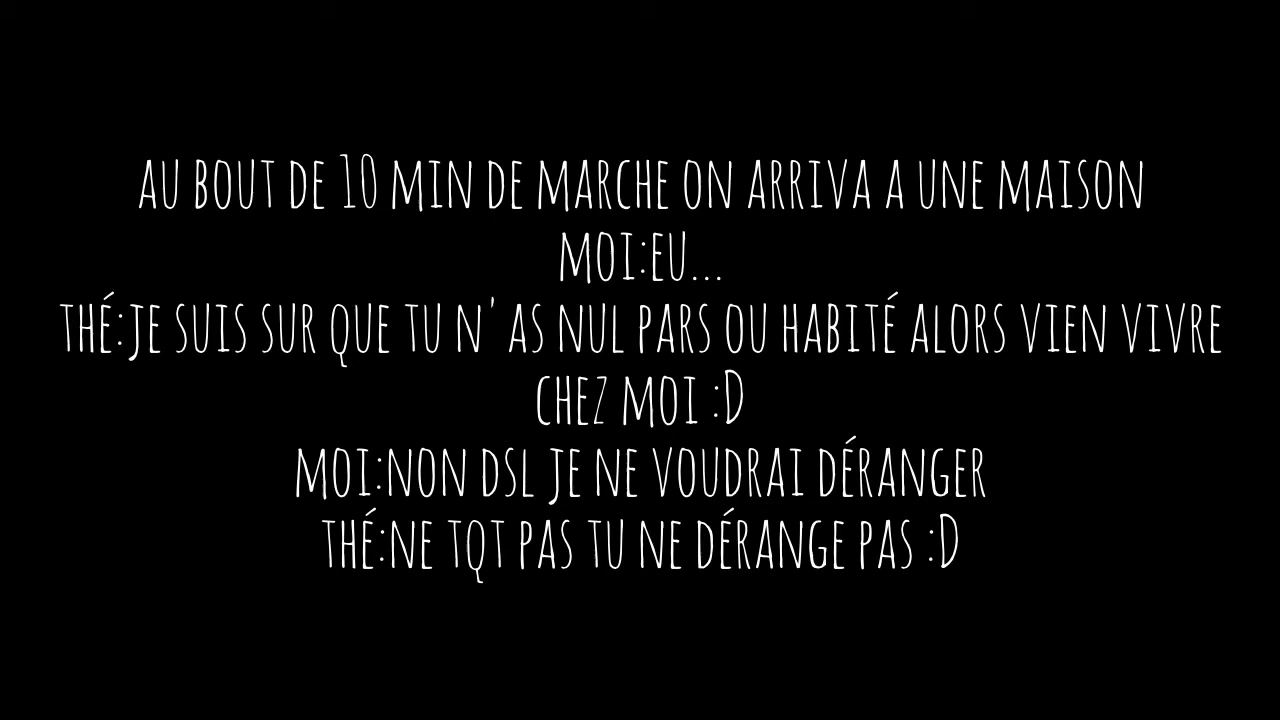 AU BOUT DE 10 MIN DE MARCHE ON ARRIVA A UNE MAISON
MOI:EU...
THÉ:JE SUIS SUR QUE TU N'AS NUL PARS OU HABITÉ ALORS VIEN VIVRE
CHEZ MOI :D
MOI:NON DSL JE NE VOUDRAI DÉRANGER
THÉ:NE TQT PAS TU NE DÉRANGE PAS :D